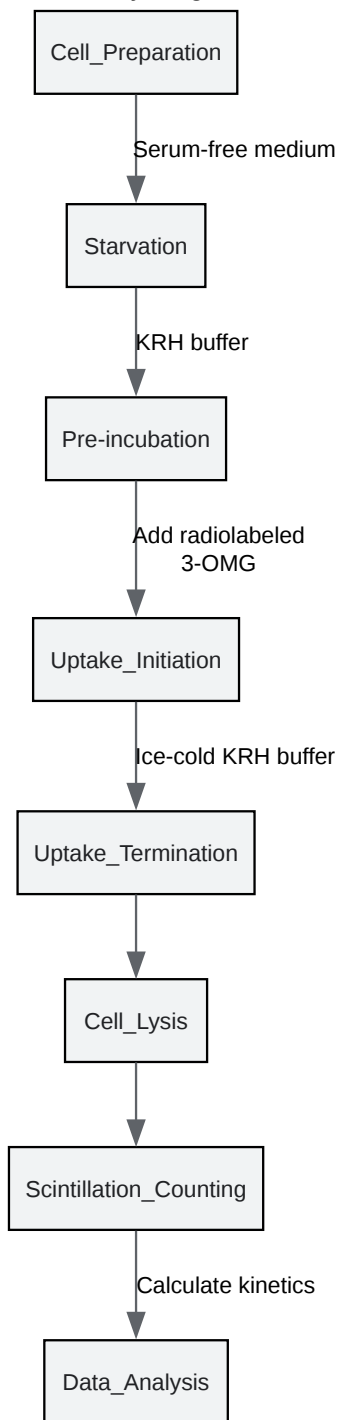 Cell_Preparation
Serum-free medium
Starvation
KRH buffer
Pre-incubation
Add radiolabeled
3-OMG
Uptake_Initiation
Ice-cold KRH buffer
Uptake_Termination
Cell_Lysis
Scintillation_Counting
Calculate kinetics
Data_Analysis